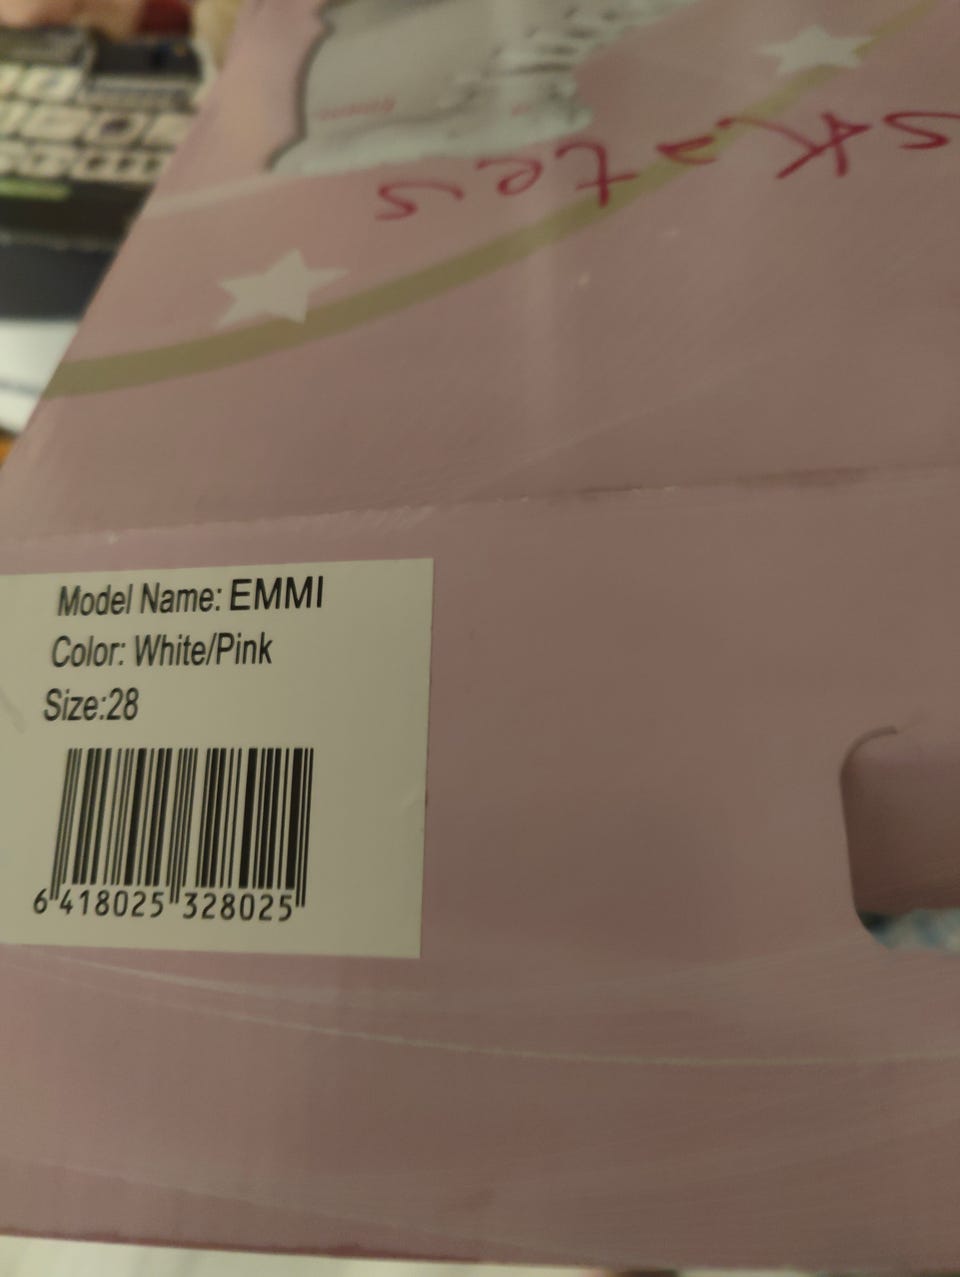 skates
Model Name: EMMI
Color: White/Pink
Size:28
6 418025 328025